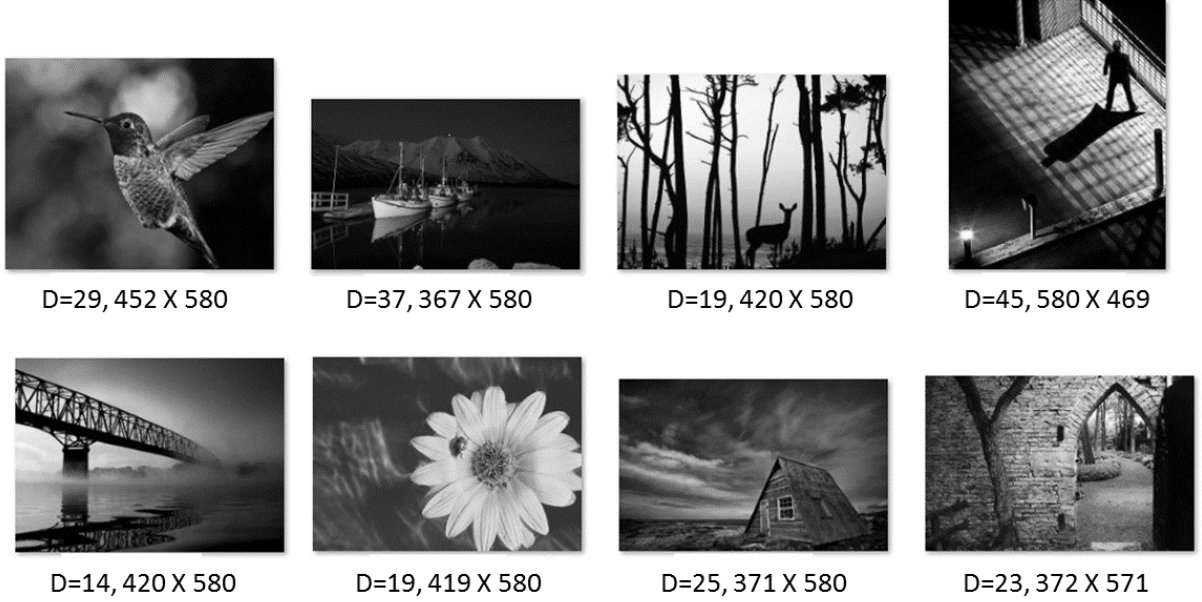 D=29, 452 X 580
D=37, 367 X 580
D=19, 420 X 580
D=45, 580 X 469
D=14, 420 X 580
D=19, 419 X 580
D=25, 371 X 580
D=23, 372 X 571